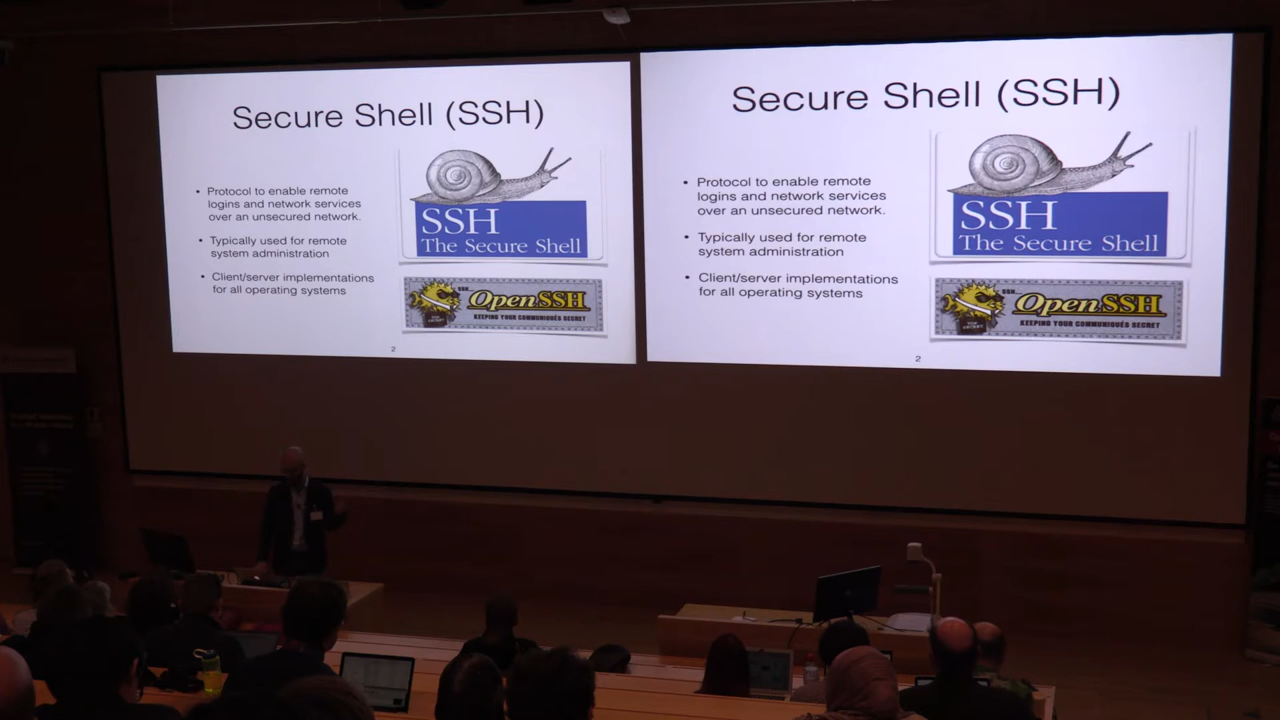 Secure Shell (SSH)
• Protocol to enable remote
logins and network services
over an unsecured network.
• Typically used for remote
system administration
• Client/server implementations
for all operating systems
SSH
The Secure Shell
SSH...
OpenSSH
KEEPING YOUR COMMUNIQUÉS SECRET
2
Secure Shell (SSH)
• Protocol to enable remote
logins and network services
over an unsecured network.
• Typically used for remote
system administration
• Client/server implementations
for all operating systems
SSH
The Secure Shell
SSH...
OpenSSH
KEEPING YOUR COMMUNIQUÉS SECRET
TOP
SECRET
2